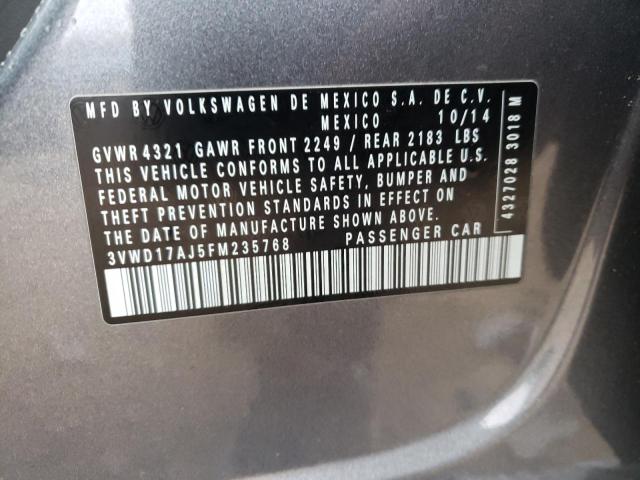 MFD BY VOLKSWAGEN DE MEXICO S.A. DE C.V.
MEXICO 10/14
GVWR 4321 GAWR FRONT 2249 / REAR 2183 LBS
THIS VEHICLE CONFORMS TO ALL APPLICABLE U.S.
FEDERAL MOTOR VEHICLE SAFETY, BUMPER AND
THEFT PREVENTION STANDARDS IN EFFECT ON
THE DATE OF MANUFACTURE SHOWN ABOVE.
3VWD17AJ5FM235768 PASSENGER CAR
4327028 3018 M